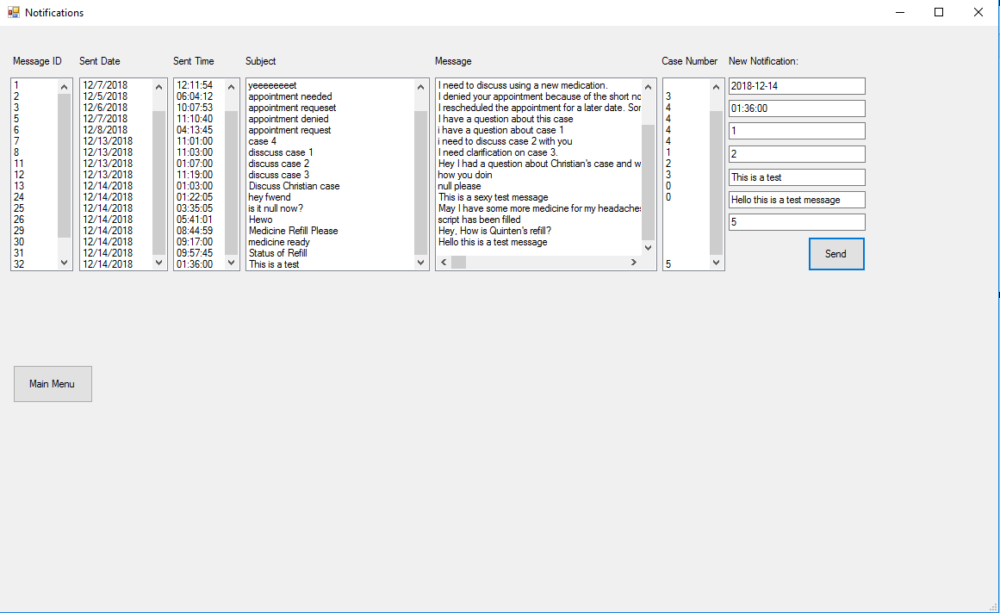 Notifications
Message ID
1
2
3
5
6
7
8
11
12
13
24
25
26
29
30
31
32
Sent Date
12/7/2018
12/5/2018
12/6/2018
12/7/2018
12/8/2018
12/13/2018
12/13/2018
12/13/2018
12/13/2018
12/14/2018
12/14/2018
12/14/2018
12/14/2018
12/14/2018
12/14/2018
12/14/2018
12/14/2018
Sent Time
12:11:54
06:04:12
10:07:53
11:10:40
04:13:45
11:01:00
11:03:00
01:07:00
11:19:00
01:03:00
01:22:05
03:35:05
05:41:01
08:44:59
09:17:00
09:57:45
01:36:00
Subject
yeeeeeeeet
appointment needed
appointment requeset
appointment denied
appointment request
case 4
disscuss case 1
discuss case 2
discuss case 3
Discuss Christian case
hey fwend
is it null now?
Hewo
Medicine Refill Please
medicine ready
Status of Refill
This is a test
Message
I need to discuss using a new medication.
I denied your appointment because of the short no
I rescheduled the appointment for a later date. Sor
I have a question about this case
i have a question about case 1
i need to discuss case 2 with you
I need clarification on case 3.
Hey I had a question about Christian's case and w
how you doin
null please
This is a sexy test message
May I have some more medicine for my headaches
script has been filled
Hey, How is Quinten's refill?
Hello this is a test message
Case Number
3
4
4
4
4
1
2
3
0
0
5
New Notification:
2018-12-14
01:36:00
1
2
This is a test
Hello this is a test message
5
Send
Main Menu